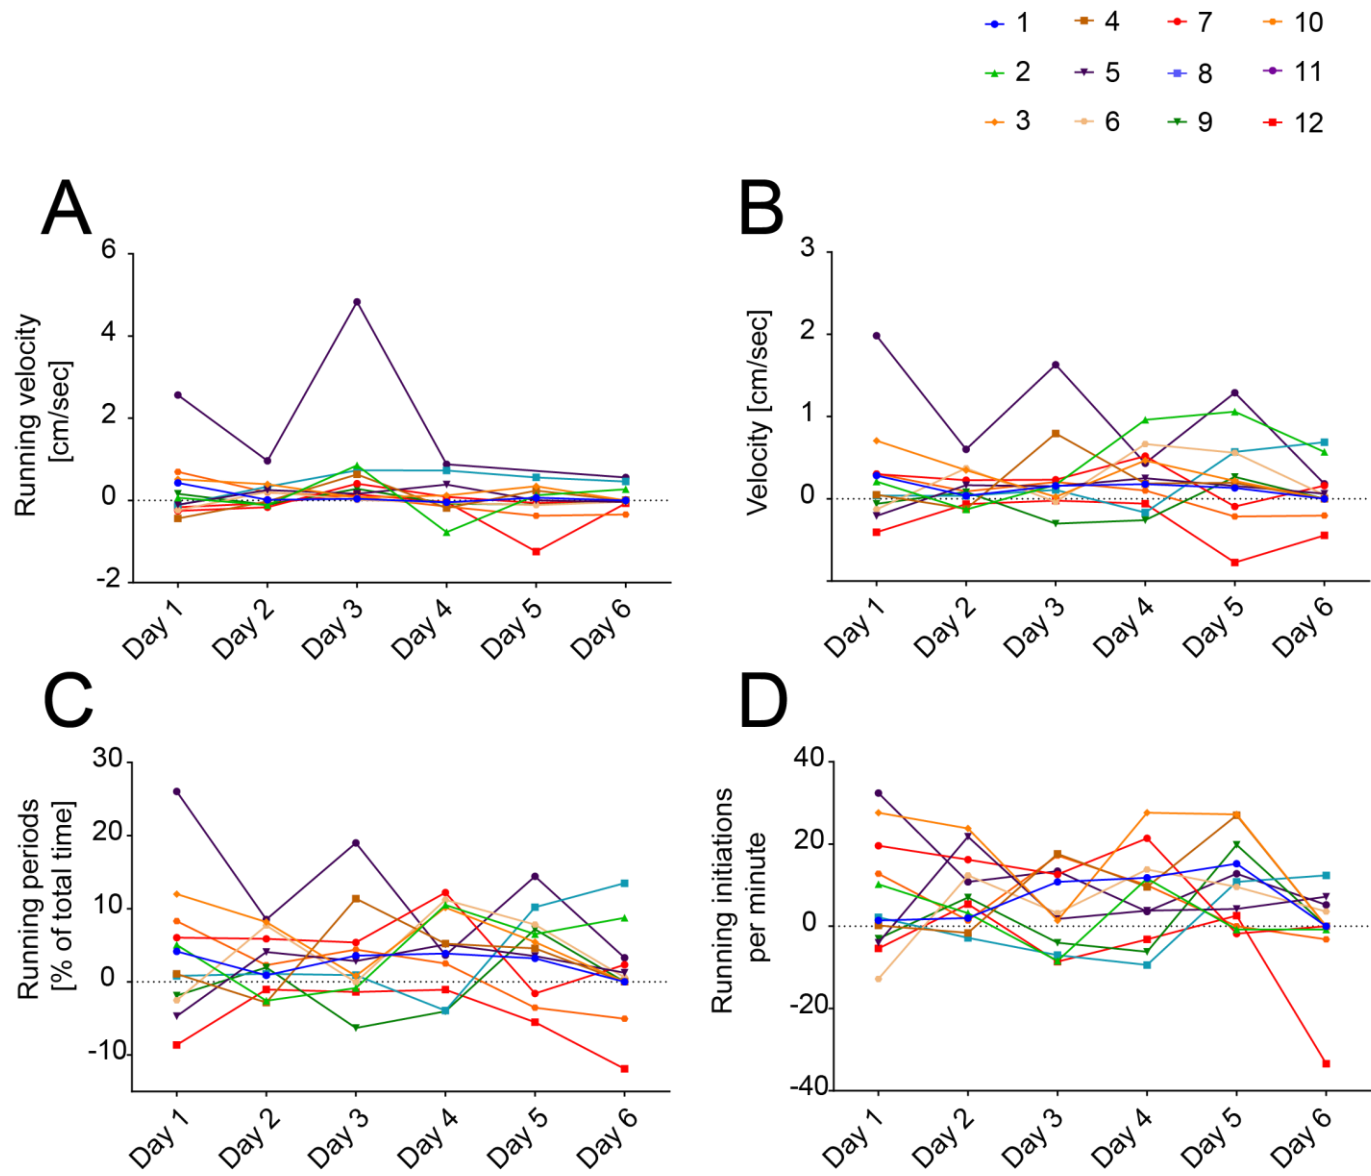 1 4 7 10
2 5 8 11
3 6 9 12
A
B
Running velocity
[cm/sec]
6
4
2
0
-2
Day 1 Day 2 Day 3 Day 4 Day 5 Day 6
Velocity [cm/sec]
3
2
1
0
Day 1 Day 2 Day 3 Day 4 Day 5 Day 6
C
D
Running periods
[% of total time]
30
20
10
0
-10
Day 1 Day 2 Day 3 Day 4 Day 5 Day 6
Running initiations
per minute
40
20
0
-20
-40
Day 1 Day 2 Day 3 Day 4 Day 5 Day 6